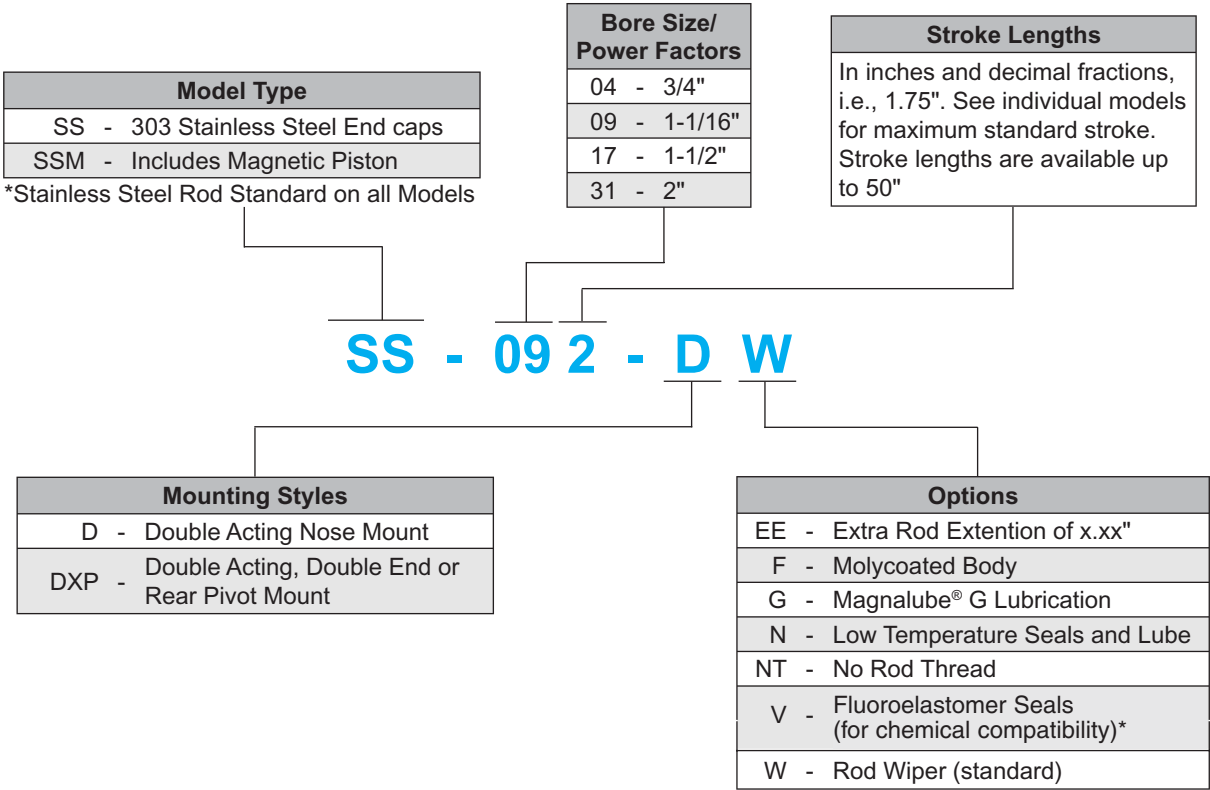 Bore Size/
Power Factors
04 - 3/4"
09 - 1-1/16"
17 - 1-1/2"
31 - 2"
Stroke Lengths
In inches and decimal fractions,
i.e., 1.75". See individual models
for maximum standard stroke.
Stroke lengths are available up
to 50"
Model Type
SS - 303 Stainless Steel End caps
SSM - Includes Magnetic Piston
*Stainless Steel Rod Standard on all Models
SS - 09 2 - D W
Mounting Styles
D - Double Acting Nose Mount
DXP - Double Acting, Double End or
Rear Pivot Mount
Options
EE - Extra Rod Extention of x.xx"
F - Molycoated Body
G - Magnalube® G Lubrication
N - Low Temperature Seals and Lube
NT - No Rod Thread
V - Fluoroelastomer Seals
(for chemical compatibility)*
W - Rod Wiper (standard)